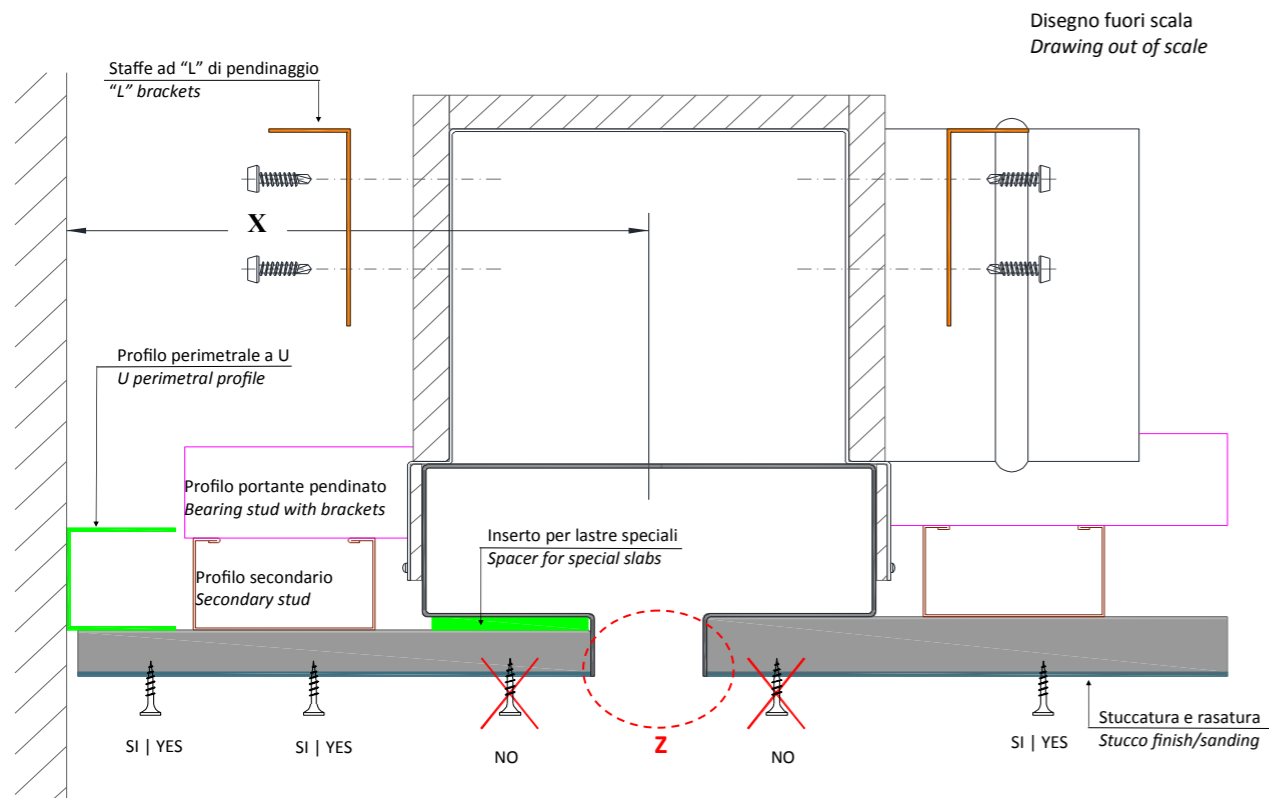 Disegno fuori scala
Drawing out of scale
Staffe ad “L” di pendinaggio
“L” brackets
X
Profilo perimetrale a U
U perimetral profile
Profilo portante pendinato
Bearing stud with brackets
Inserto per lastre speciali
Spacer for special slabs
Profilo secondario
Secondary stud
Stuccatura e rasatura
Stucco finish/sanding
SI | YES
SI | YES
NO
Z
NO
SI | YES